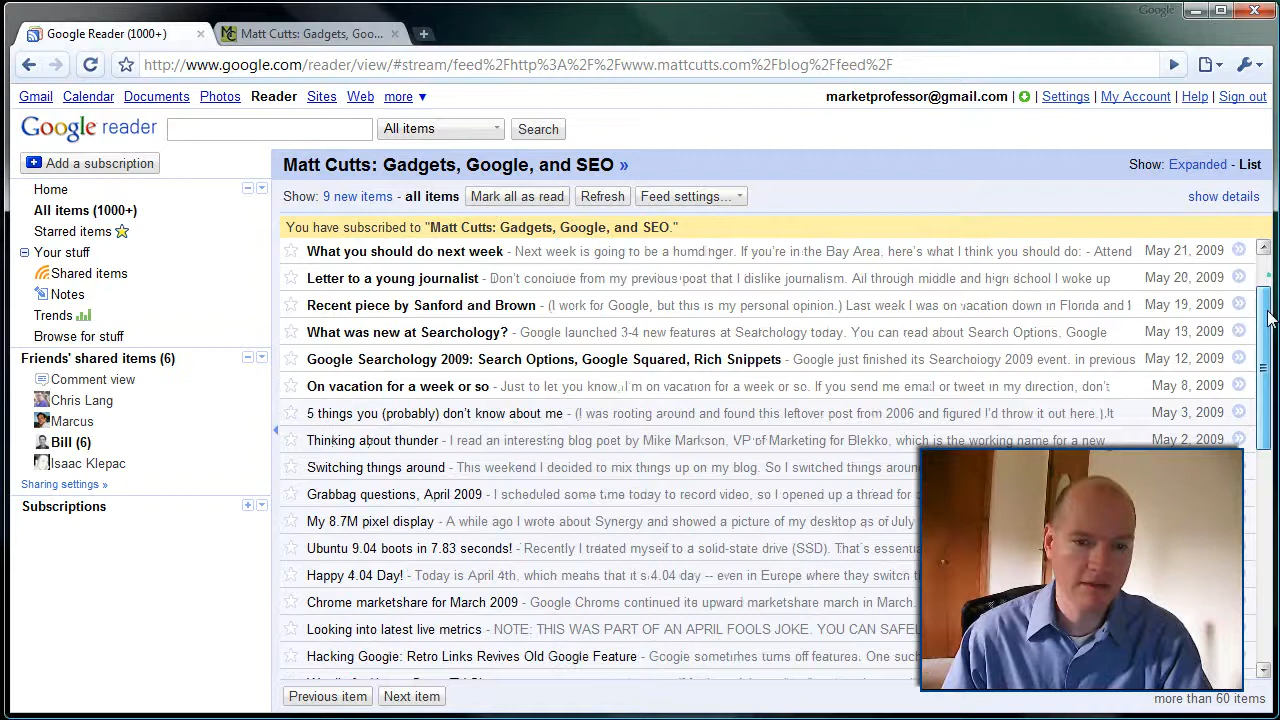 Google
Google Reader (1000+)
Matt Cutts: Gadgets, Goo...
http://www.google.com/reader/view/#stream/feed%2Fhttp%3A%2F%2Fwww.mattcutts.com%2Fblog%2Ffeed%2F
Gmail Calendar Documents Photos Reader Sites Web more ▼
marketprofessor@gmail.com | Settings | My Account | Help | Sign out
Google reader All items Search
Add a subscription
Matt Cutts: Gadgets, Google, and SEO »
Show: Expanded - List
Home
Show: 9 new items - all items Mark all as read Refresh Feed settings... show details
All items (1000+)
Starred items
You have subscribed to "Matt Cutts: Gadgets, Google, and SEO."
Your stuff
Shared items
Notes
Trends
Browse for stuff
Friends' shared items (6)
Comment view
Chris Lang
Marcus
Bill (6)
Isaac Klepac
Sharing settings »
Subscriptions
What you should do next week - Next week is going to be a humdinger. If you're in the Bay Area, here's what I think you should do: - Attend May 21, 2009
Letter to a young journalist - Don't conclude from my previous post that I dislike journalism. All through middle and high school I woke up May 20, 2009
Recent piece by Sanford and Brown - (I work for Google, but this is my personal opinion.) Last week I was on vacation down in Florida and I May 19, 2009
What was new at Searchology? - Google launched 3-4 new features at Searchology today. You can read about Search Options, Google May 13, 2009
Google Searchology 2009: Search Options, Google Squared, Rich Snippets - Google just finished its Searchology 2009 event. in previous May 12, 2009
On vacation for a week or so - Just to let you know, I'm on vacation for a week or so. If you send me email or tweet in my direction, don't May 8, 2009
5 things you (probably) don't know about me - (I was rooting around and found this leftover post from 2006 and figured I'd throw it out here.) It May 3, 2009
Thinking about thunder - I read an interesting blog post by Mike Markson, VP of Marketing for Blekko, which is the working name for a new May 2, 2009
Switching things around - This weekend I decided to mix things up on my blog. So I switched things around
Grabbag questions, April 2009 - I scheduled some time today to record video, so I opened up a thread for
My 8.7M pixel display - A while ago I wrote about Synergy and showed a picture of my desktop as of July
Ubuntu 9.04 boots in 7.83 seconds! - Recently I treated myself to a solid-state drive (SSD). That's essential
Happy 4.04 Day! - Today is April 4th, which means that it's 4.04 day -- even in Europe where they switch
Chrome marketshare for March 2009 - Google Chrome continued its upward marketshare march in March.
Looking into latest live metrics - NOTE: THIS WAS PART OF AN APRIL FOOLS JOKE. YOU CAN SAFEL
Hacking Google: Retro Links Revives Old Google Feature - Google sometimes turns off features. One such
Previous item Next item more than 60 items